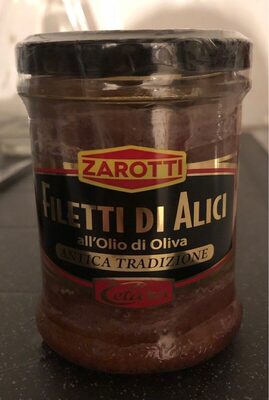 ZAROTTI
FILETTI DI ALICI
all'Olio di Oliva
ANTICA TRADIZIONE